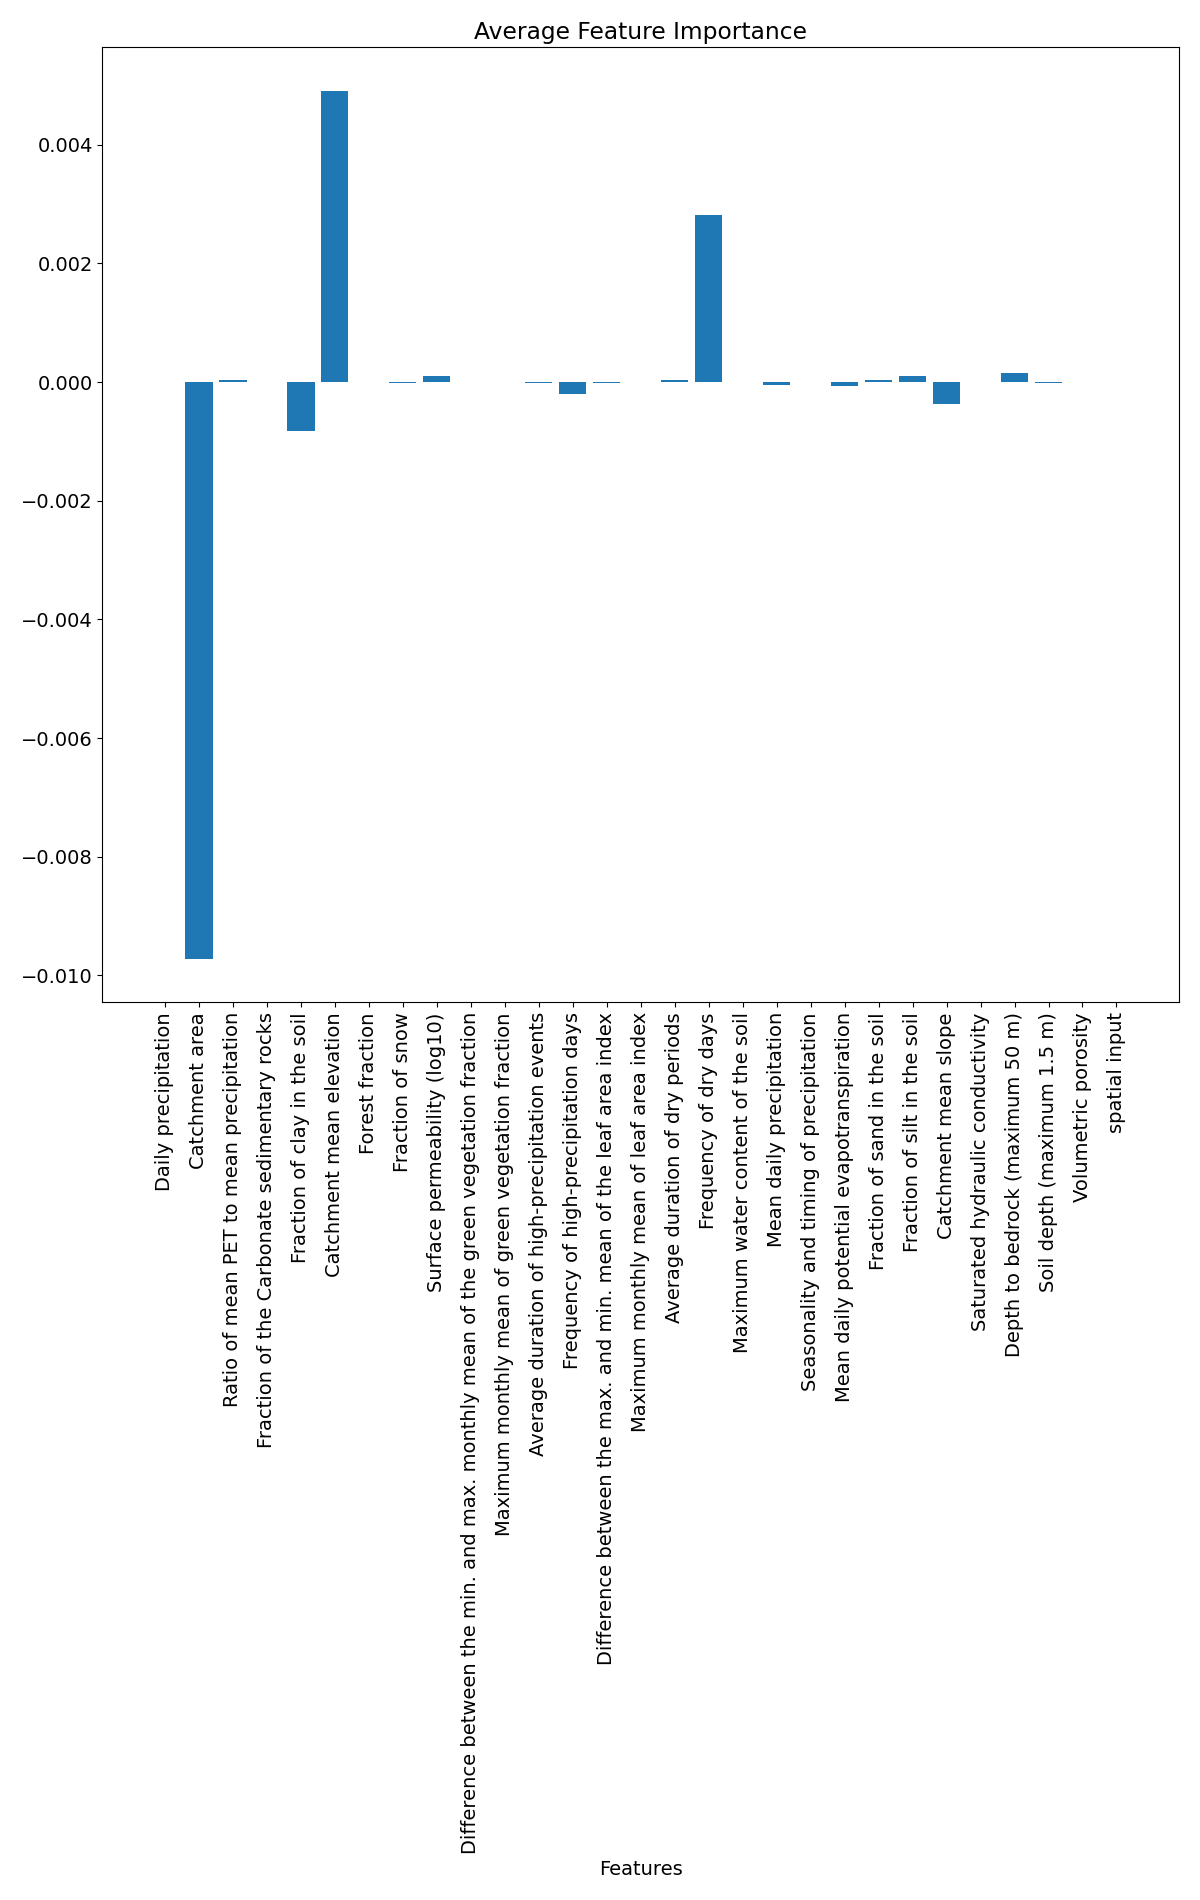 Average Feature Importance
0.004
0.002
0.000
−0.002
−0.004
−0.006
−0.008
−0.010
Daily precipitation
Catchment area
Ratio of mean PET to mean precipitation
Fraction of the Carbonate sedimentary rocks
Fraction of clay in the soil
Catchment mean elevation
Forest fraction
Fraction of snow
Surface permeability (log10)
Difference between the min. and max. monthly mean of the green vegetation fraction
Maximum monthly mean of green vegetation fraction
Average duration of high-precipitation events
Frequency of high-precipitation days
Difference between the max. and min. mean of the leaf area index
Maximum monthly mean of leaf area index
Average duration of dry periods
Frequency of dry days
Maximum water content of the soil
Mean daily precipitation
Seasonality and timing of precipitation
Mean daily potential evapotranspiration
Fraction of sand in the soil
Fraction of silt in the soil
Catchment mean slope
Saturated hydraulic conductivity
Depth to bedrock (maximum 50 m)
Soil depth (maximum 1.5 m)
Volumetric porosity
spatial input
Features